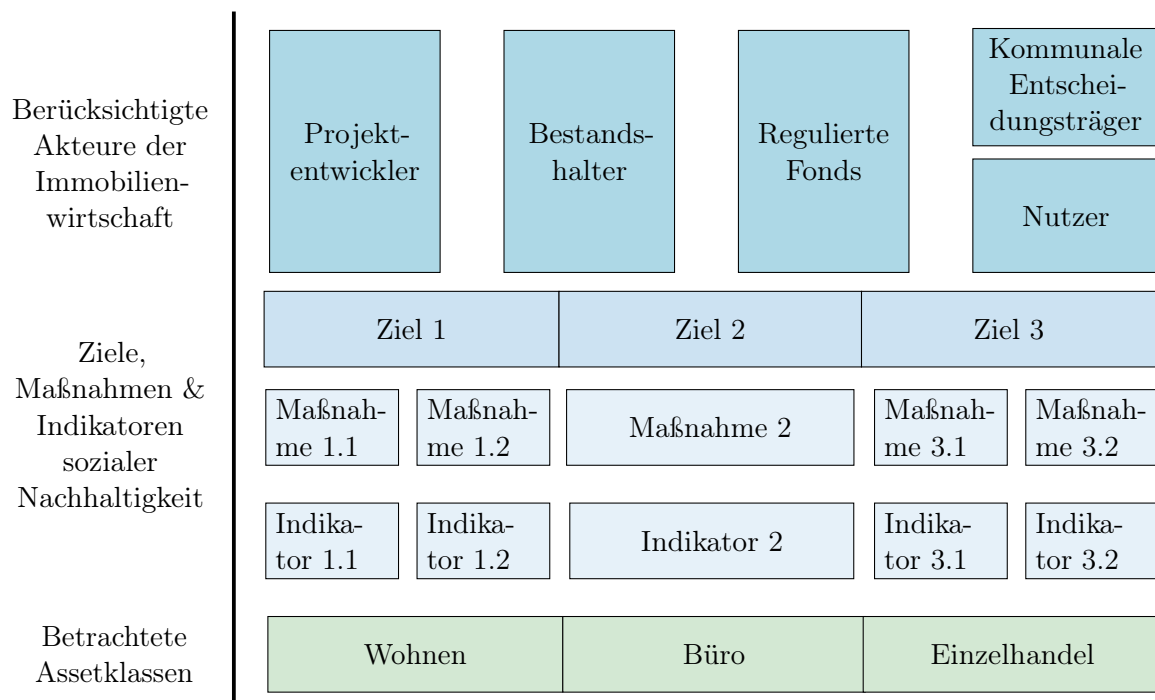 Berücksichtigte
Akteure der
Immobilien-
wirtschaft
Projekt-
entwickler
Bestands-
halter
Regulierte
Fonds
Kommunale
Entschei-
dungsträger
Nutzer
Ziele,
Maßnahmen &
Indikatoren
sozialer
Nachhaltigkeit
Ziel 1
Ziel 2
Ziel 3
Maßnah-
me 1.1
Maßnah-
me 1.2
Maßnahme 2
Maßnah-
me 3.1
Maßnah-
me 3.2
Indika-
tor 1.1
Indika-
tor 1.2
Indikator 2
Indika-
tor 3.1
Indika-
tor 3.2
Betrachtete
Assetklassen
Wohnen
Büro
Einzelhandel